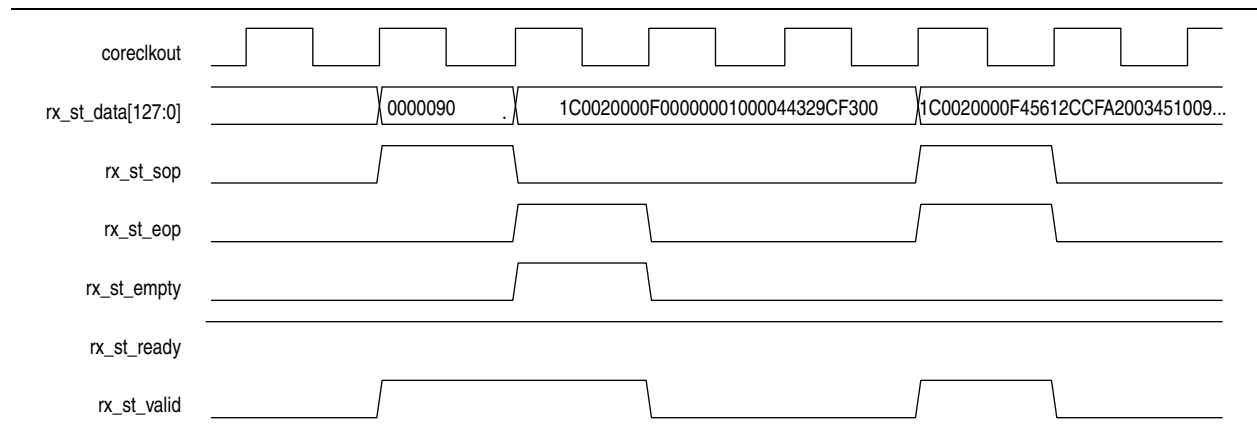 coreclkout
rx_st_data[127:0] 0000090 . 1C0020000F00000001000044329CF300 1C0020000F45612CCFA2003451009...
rx_st_sop
rx_st_eop
rx_st_empty
rx_st_ready
rx_st_valid